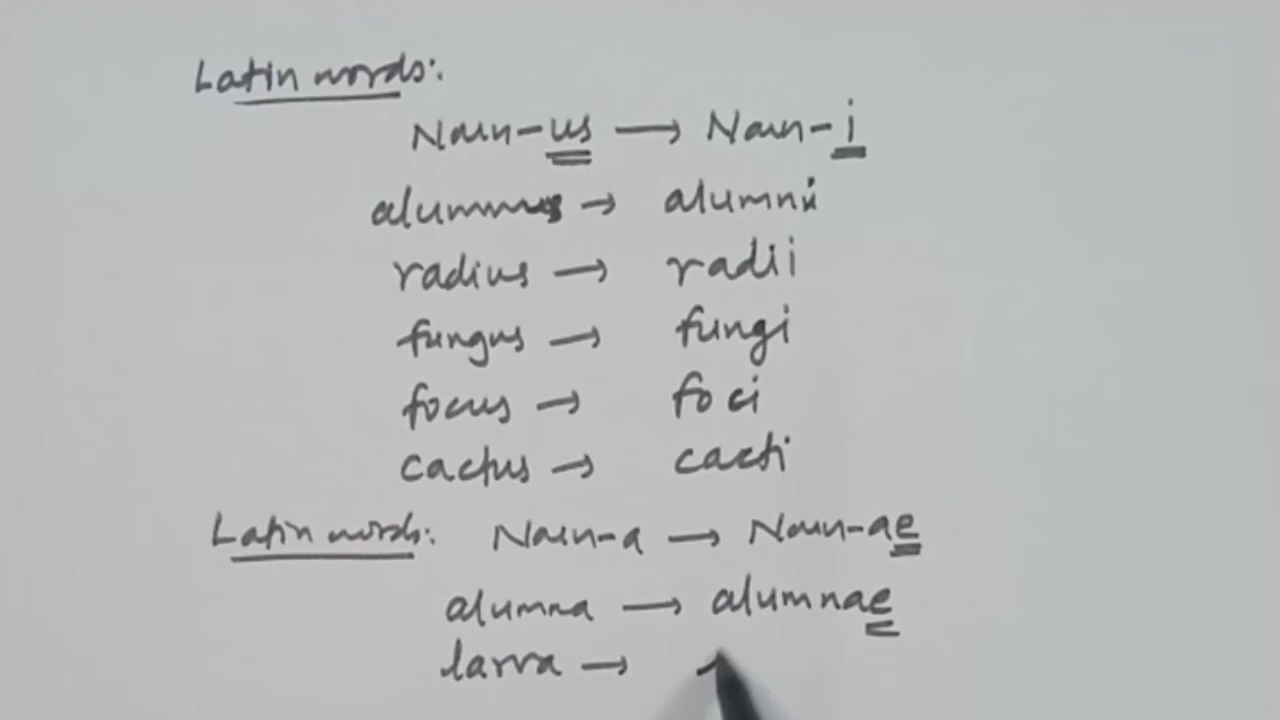 Latin words:
Noun-us → Noun-i
alumnus → alumni
radius → radii
fungus → fungi
focus → foci
cactus → cacti
Latin words: Noun-a → Noun-ae
alumna → alumnae
larva →